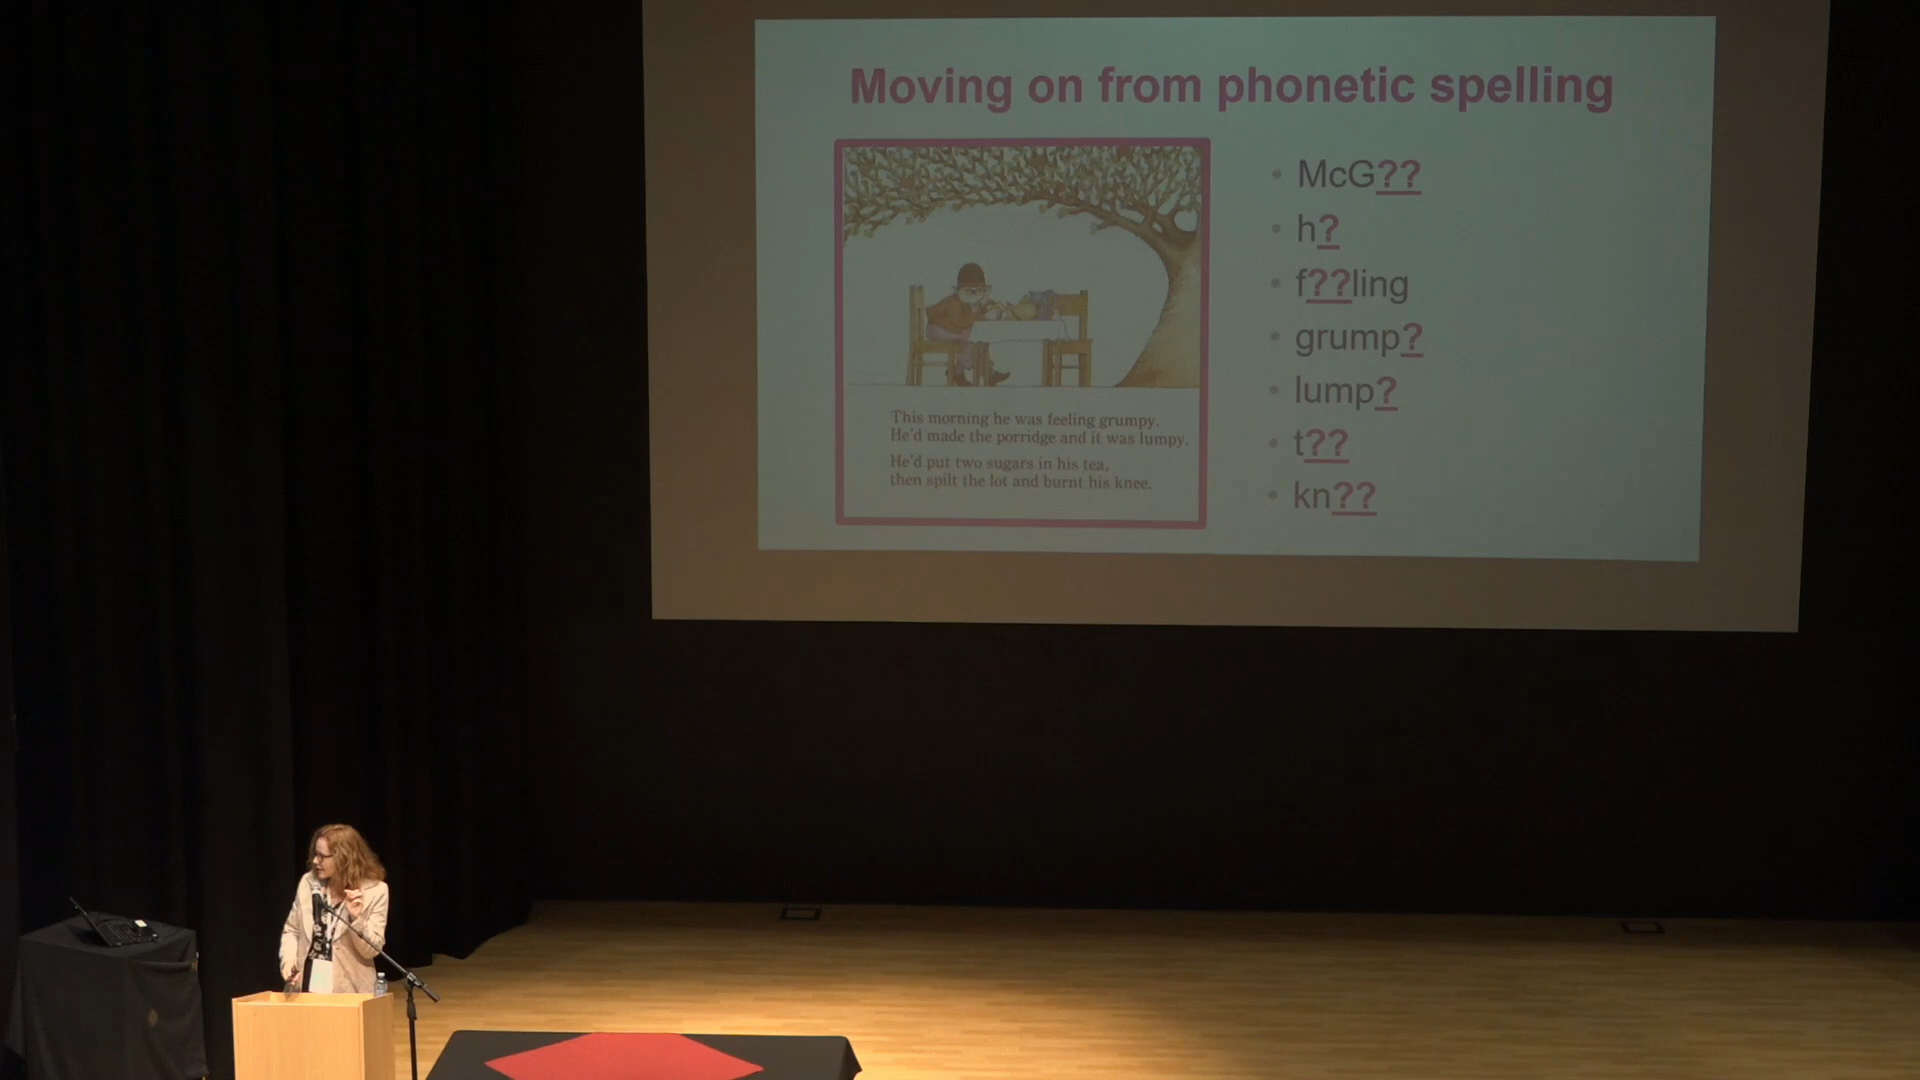 Moving on from phonetic spelling
This morning he was feeling grumpy.
He'd made the porridge and it was lumpy.
He'd put two sugars in his tea,
then spilt the lot and burnt his knee.
• McG??
• h?
• f??ling
• grump?
• lump?
• t??
• kn??